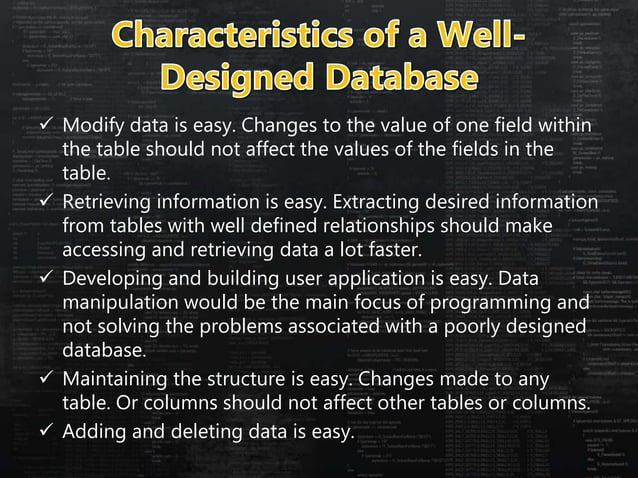 Characteristics of a Well-
Designed Database
✓ Modify data is easy. Changes to the value of one field within
the table should not affect the values of the fields in the
table.
✓ Retrieving information is easy. Extracting desired information
from tables with well defined relationships should make
accessing and retrieving data a lot faster.
✓ Developing and building user application is easy. Data
manipulation would be the main focus of programming and
not solving the problems associated with a poorly designed
database.
✓ Maintaining the structure is easy. Changes made to any
table. Or columns should not affect other tables or columns.
✓ Adding and deleting data is easy.